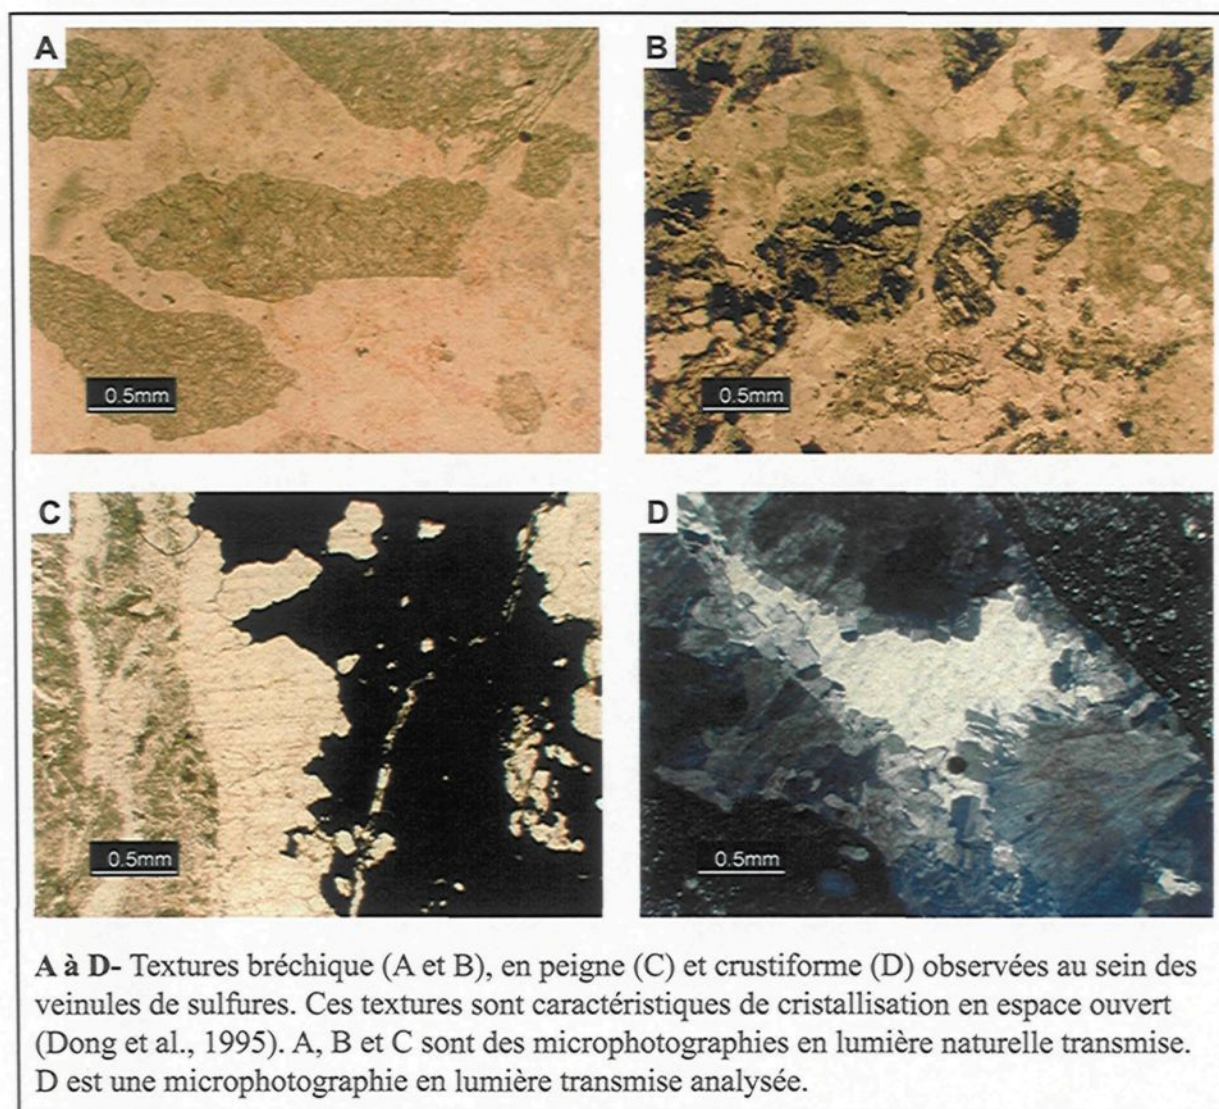 A
B
0.5mm
0.5mm
C
D
0.5mm
0.5mm
A à D- Textures bréchique (A et B), en peigne (C) et crustiforme (D) observées au sein des
veinules de sulfures. Ces textures sont caractéristiques de cristallisation en espace ouvert
(Dong et al., 1995). A, B et C sont des microphotographies en lumière naturelle transmise.
D est une microphotographie en lumière transmise analysée.